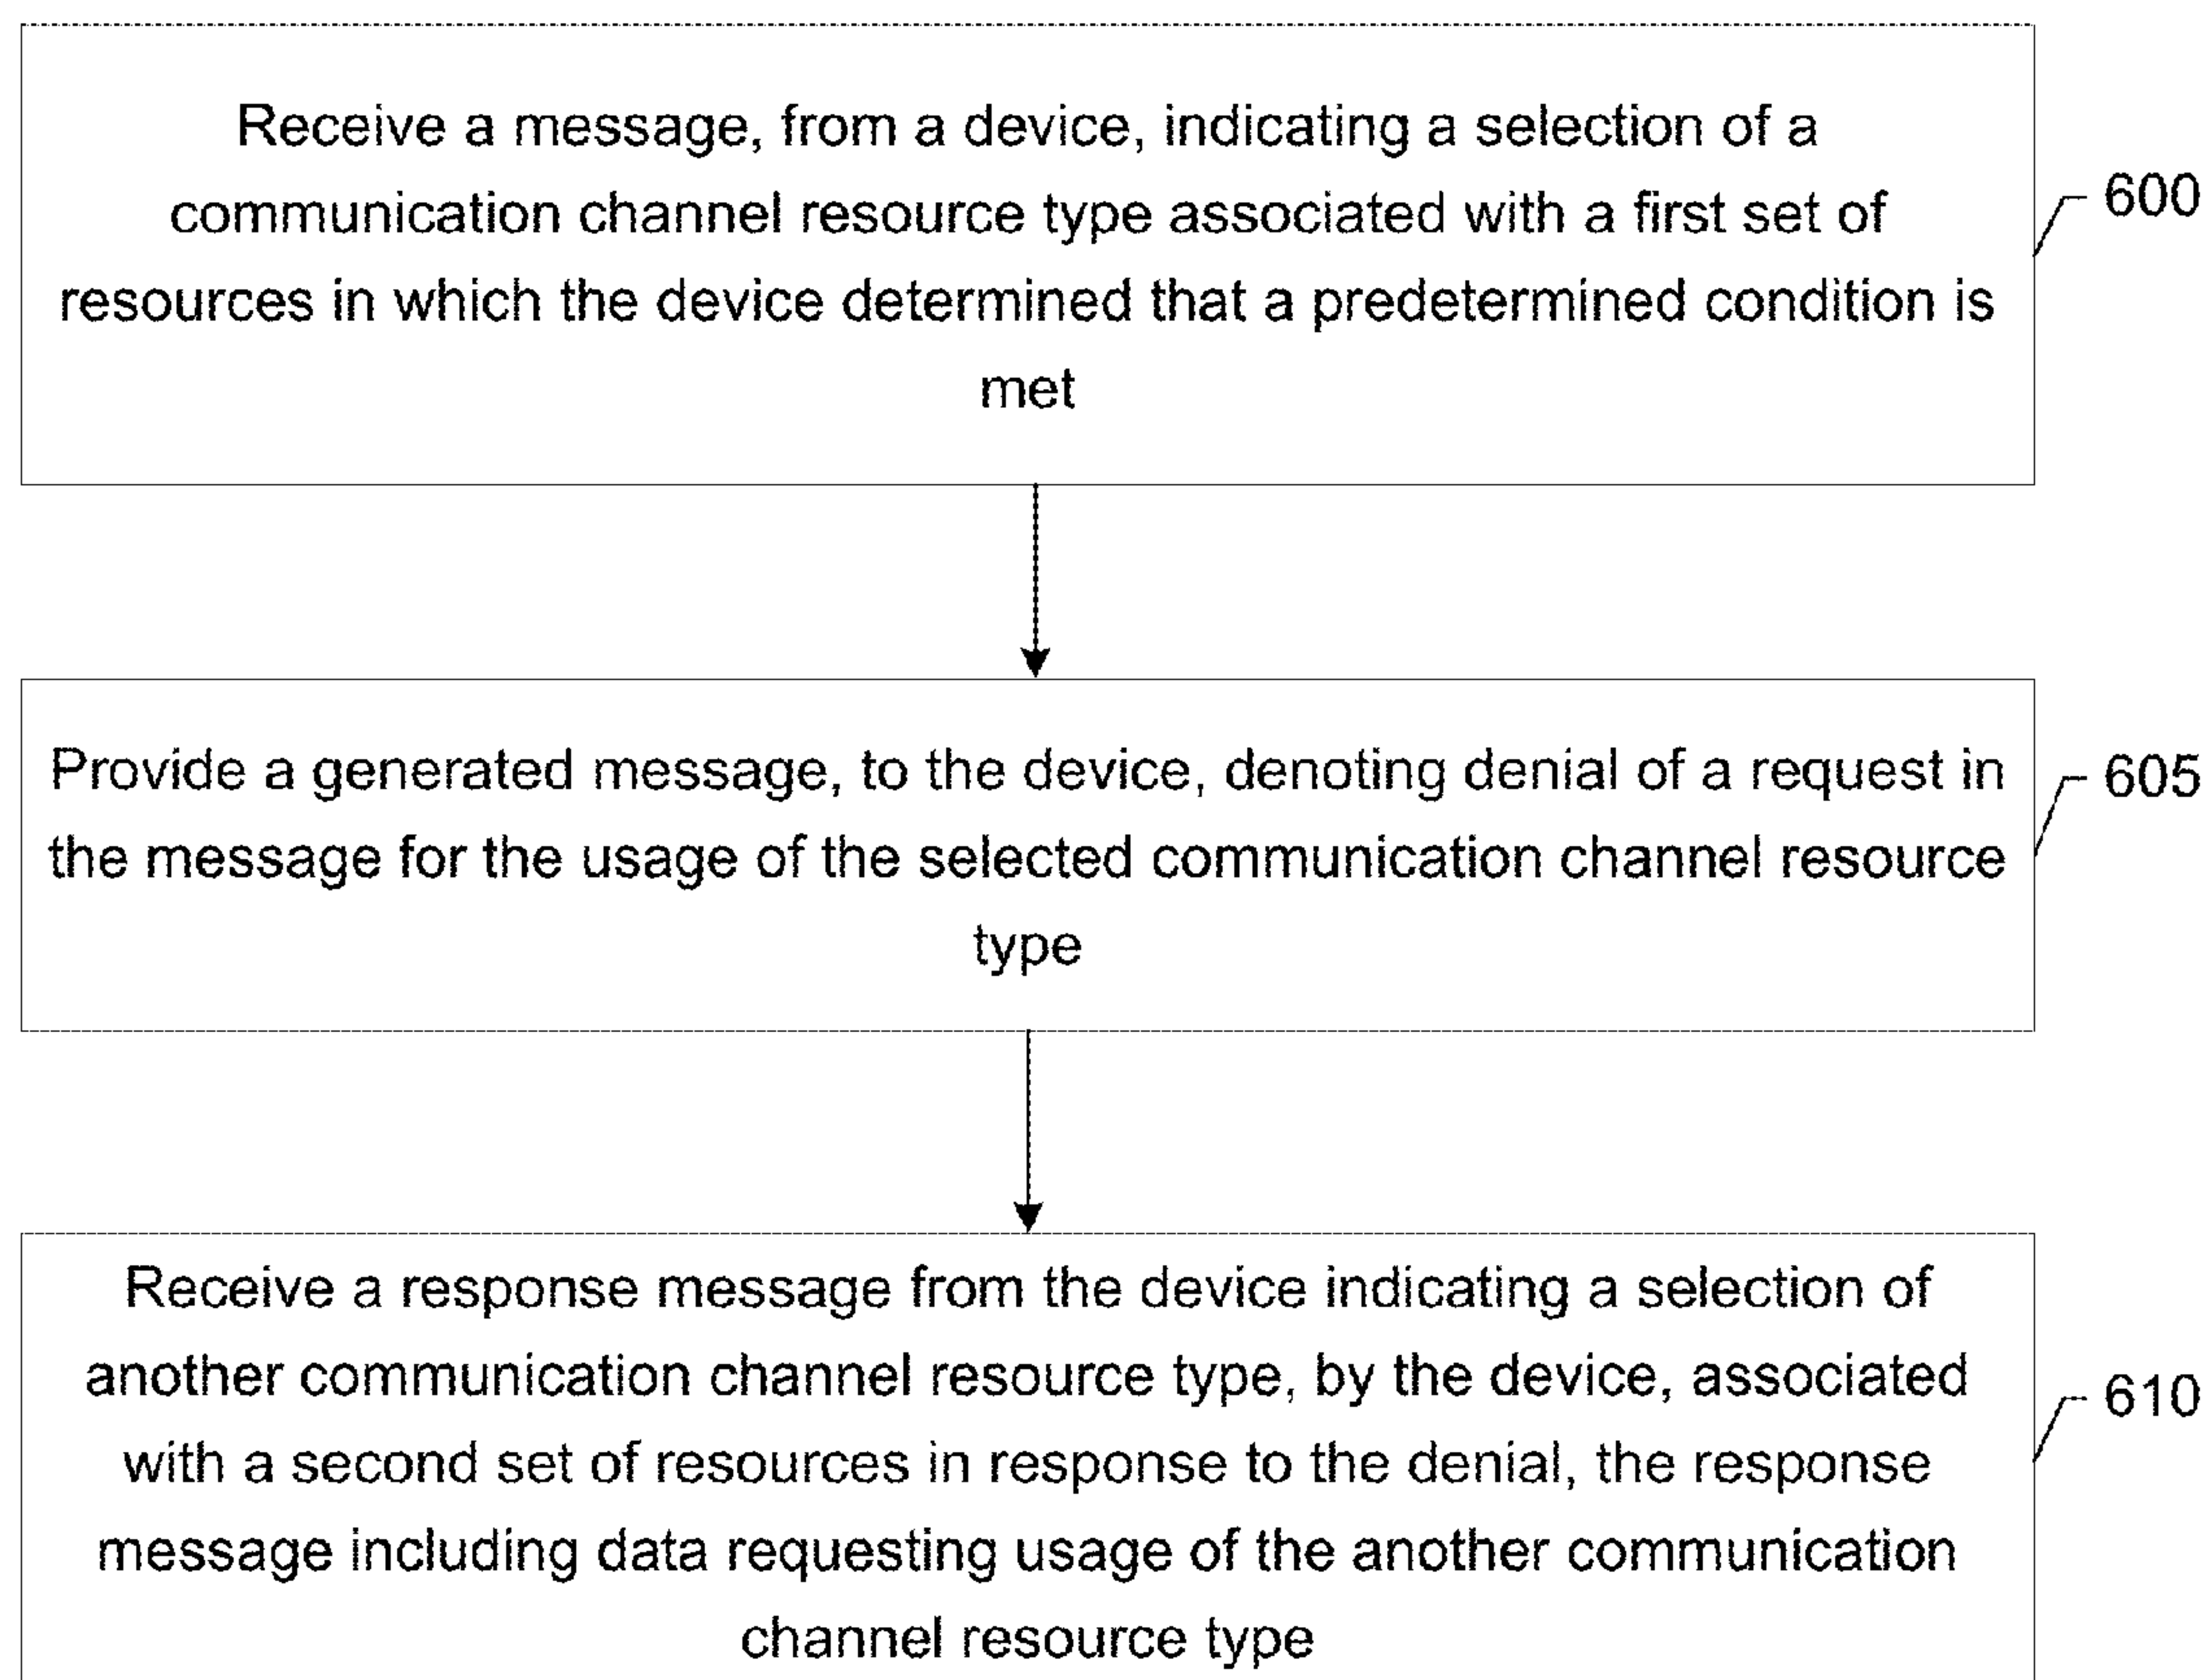 Receive a message, from a device, indicating a selection of a
communication channel resource type associated with a first set of
resources in which the device determined that a predetermined condition is
met
600
Provide a generated message, to the device, denoting denial of a request in
the message for the usage of the selected communication channel resource
type
605
Receive a response message from the device indicating a selection of
another communication channel resource type, by the device, associated
with a second set of resources in response to the denial, the response
message including data requesting usage of the another communication
channel resource type
610